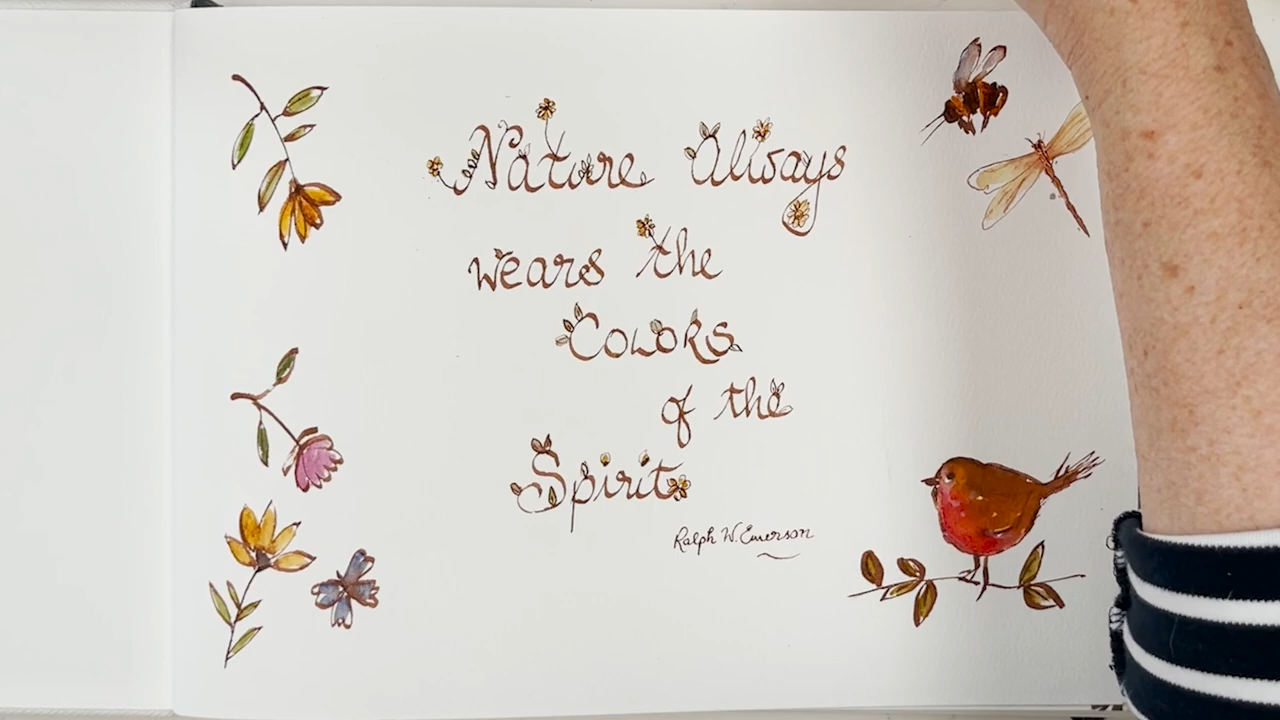 Nature Always
wears the
Colors
of the
Spirit
Ralph W. Emerson